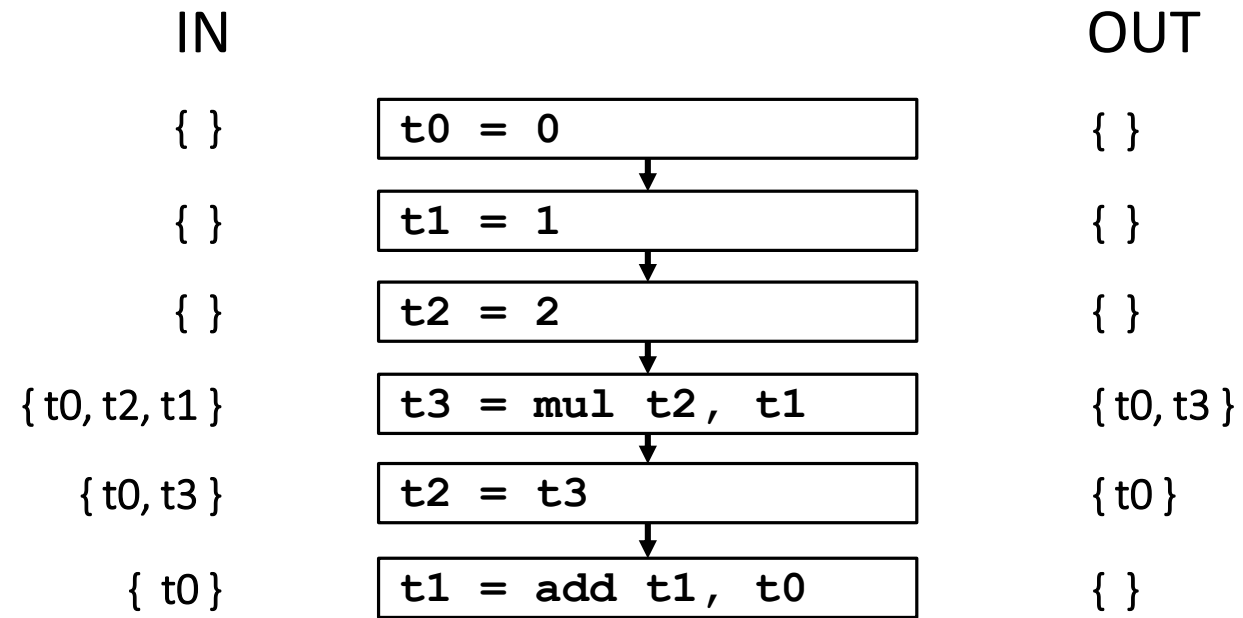 IN OUT
{ } t0 = 0 { }
{ } t1 = 1 { }
{ } t2 = 2 { }
{ t0, t2, t1 } t3 = mul t2, t1 { t0, t3 }
{ t0, t3 } t2 = t3 { t0 }
{ t0 } t1 = add t1, t0 { }